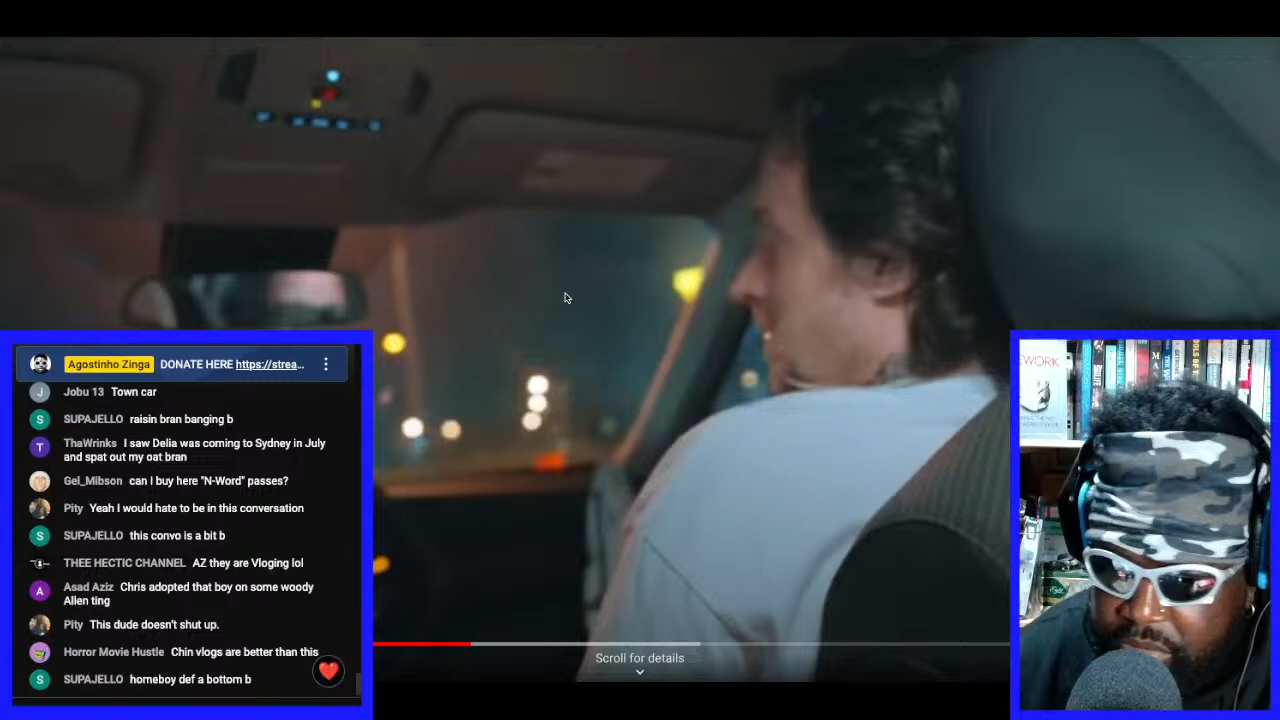 Agostinho Zinga DONATE HERE https://strea...
J Jobu 13 Town car
S SUPAJELLO raisin bran banging b
T ThaWrinks I saw Delia was coming to Sydney in July
and spat out my oat bran
Gel_Mibson can I buy here "N-Word" passes?
Pity Yeah I would hate to be in this conversation
S SUPAJELLO this convo is a bit b
THEE HECTIC CHANNEL AZ they are Vloging lol
A Asad Aziz Chris adopted that boy on some woody
Allen ting
Pity This dude doesn't shut up.
Horror Movie Hustle Chin vlogs are better than this
S SUPAJELLO homeboy def a bottom b
Scroll for details
WORK